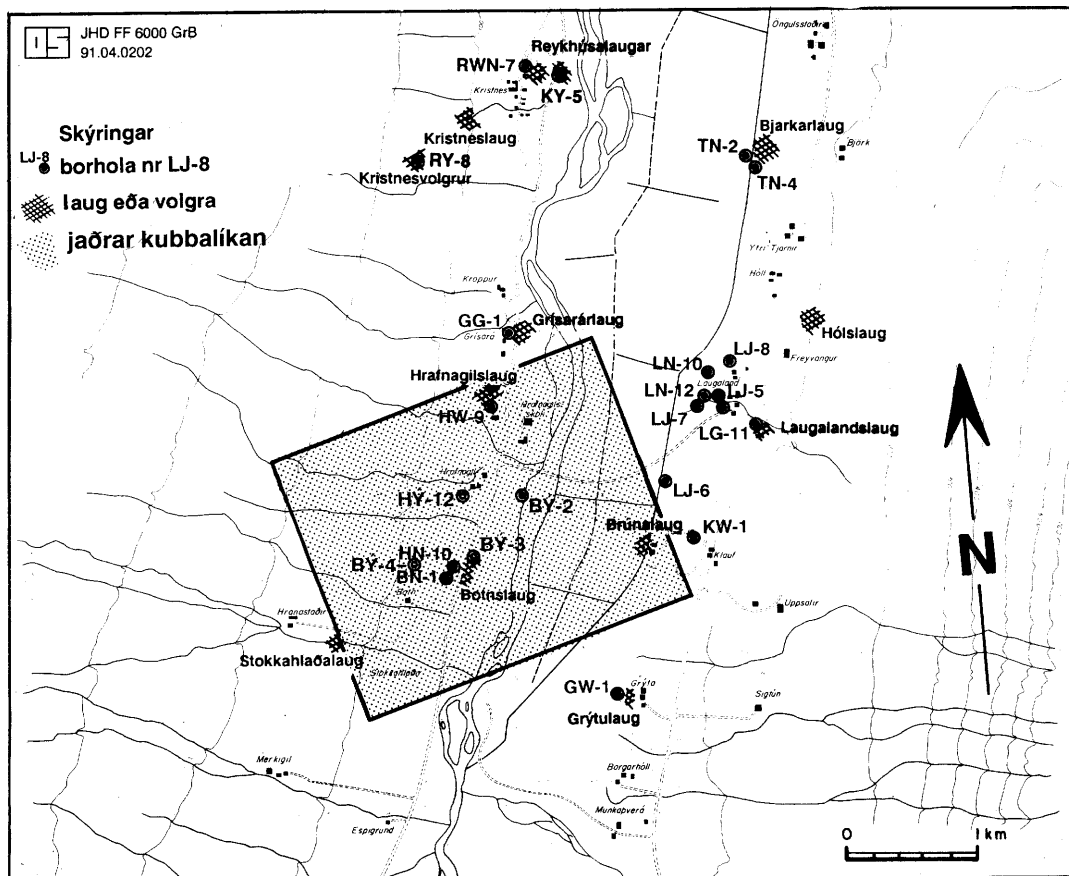 OS JHD FF 6000 GrB
91.04.0202
Skýringar
LJ-8 borhola nr LJ-8
laug eða volgra
jaðrar kubbalíkan
Öngulsstaðir
Reykhúsalaugar
RWN-7
KY-5
Kristnes
Kristneslaug
RY-8
Kristnesvolgrur
Bjarkarlaug
TN-2
TN-4
Björk
Ytri Tjarnir
Hóll
Hólslaug
Kroppur
GG-1
Grísarárlaug
Grísará
Freyvangur
LJ-8
LN-10
Laugaland
LN-12
LJ-5
LJ-7
LG-11
Laugalandslaug
Hrafnagilslaug
HW-9
Hrafnagils
skóli
Hrafnagil
HY-12
BY-2
LJ-6
KW-1
Brúnalaug
Klauf
BY-3
HN-10
BY-4
BN-1
Botnslaug
Botn
Uppsalir
Hranastaðir
Stokkahlaðalaug
Stokkahlaðir
GW-1
Grýta
Grýtulaug
Sigtún
Merkigil
Borgarhóll
Munkaþverá
Espigrund
N
0 1 km